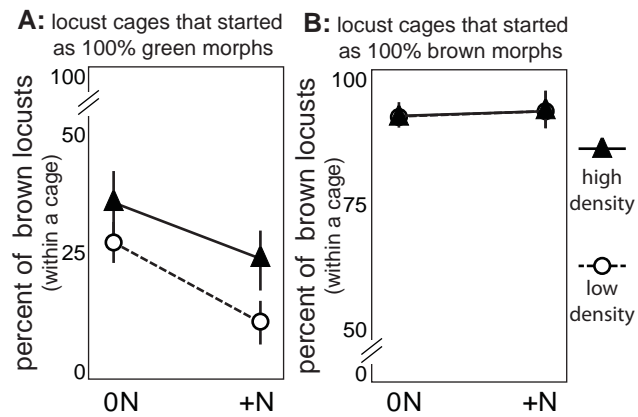 A: locust cages that started
as 100% green morphs
B: locust cages that started
as 100% brown morphs
percent of brown locusts
(within a cage)
100
50
25
0
0N
+N
percent of brown locusts
(within a cage)
100
75
50
0
0N
+N
high
density
low
density